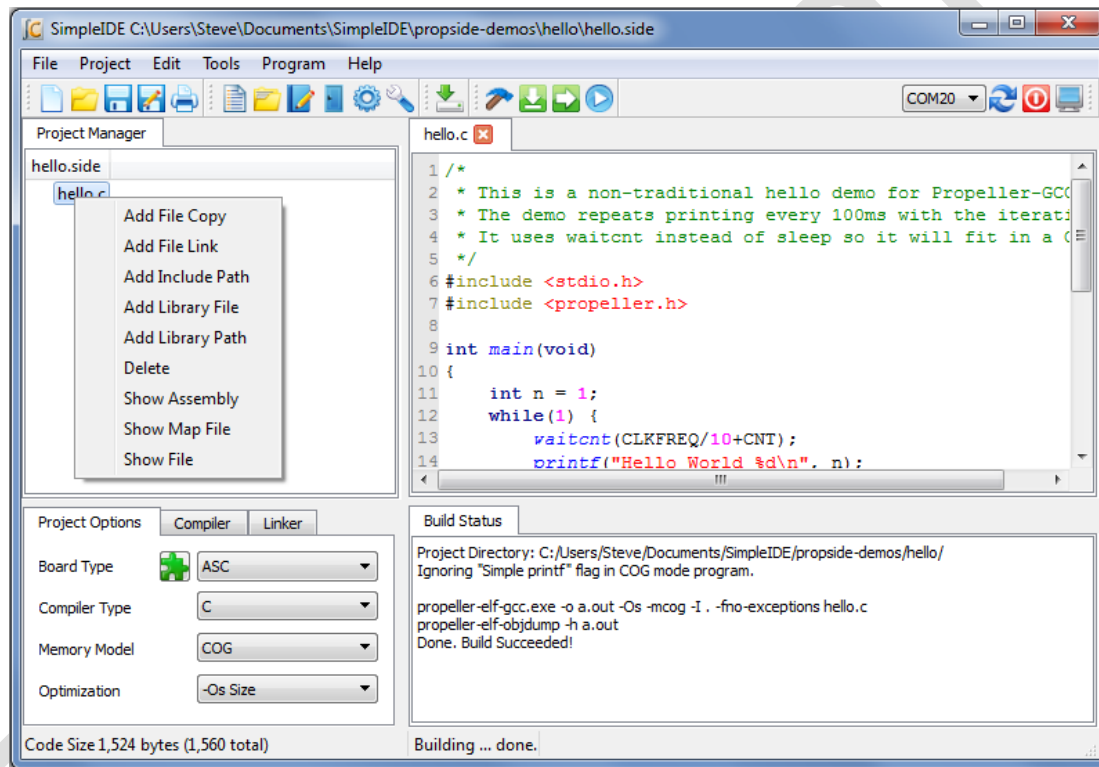 SimpleIDE C:\Users\Steve\Documents\SimpleIDE\propside-demos\hello\hello.side
File Project Edit Tools Program Help
COM20
Project Manager
hello.side
hello.c
Add File Copy
Add File Link
Add Include Path
Add Library File
Add Library Path
Delete
Show Assembly
Show Map File
Show File
hello.c
1 /*
2  * This is a non-traditional hello demo for Propeller-GCC
3  * The demo repeats printing every 100ms with the iterati
4  * It uses waitcnt instead of sleep so it will fit in a
5  */
6 #include <stdio.h>
7 #include <propeller.h>
8
9 int main(void)
10 {
11     int n = 1;
12     while(1) {
13         waitcnt(CLKFREQ/10+CNT);
14         printf("Hello World %d\n", n);
Project Options Compiler Linker
Board Type ASC
Compiler Type C
Memory Model COG
Optimization -Os Size
Build Status
Project Directory: C:/Users/Steve/Documents/SimpleIDE/propside-demos/hello/
Ignoring "Simple printf" flag in COG mode program.
propeller-elf-gcc.exe -o a.out -Os -mcog -I . -fno-exceptions hello.c
propeller-elf-objdump -h a.out
Done. Build Succeeded!
Code Size 1,524 bytes (1,560 total)
Building ... done.